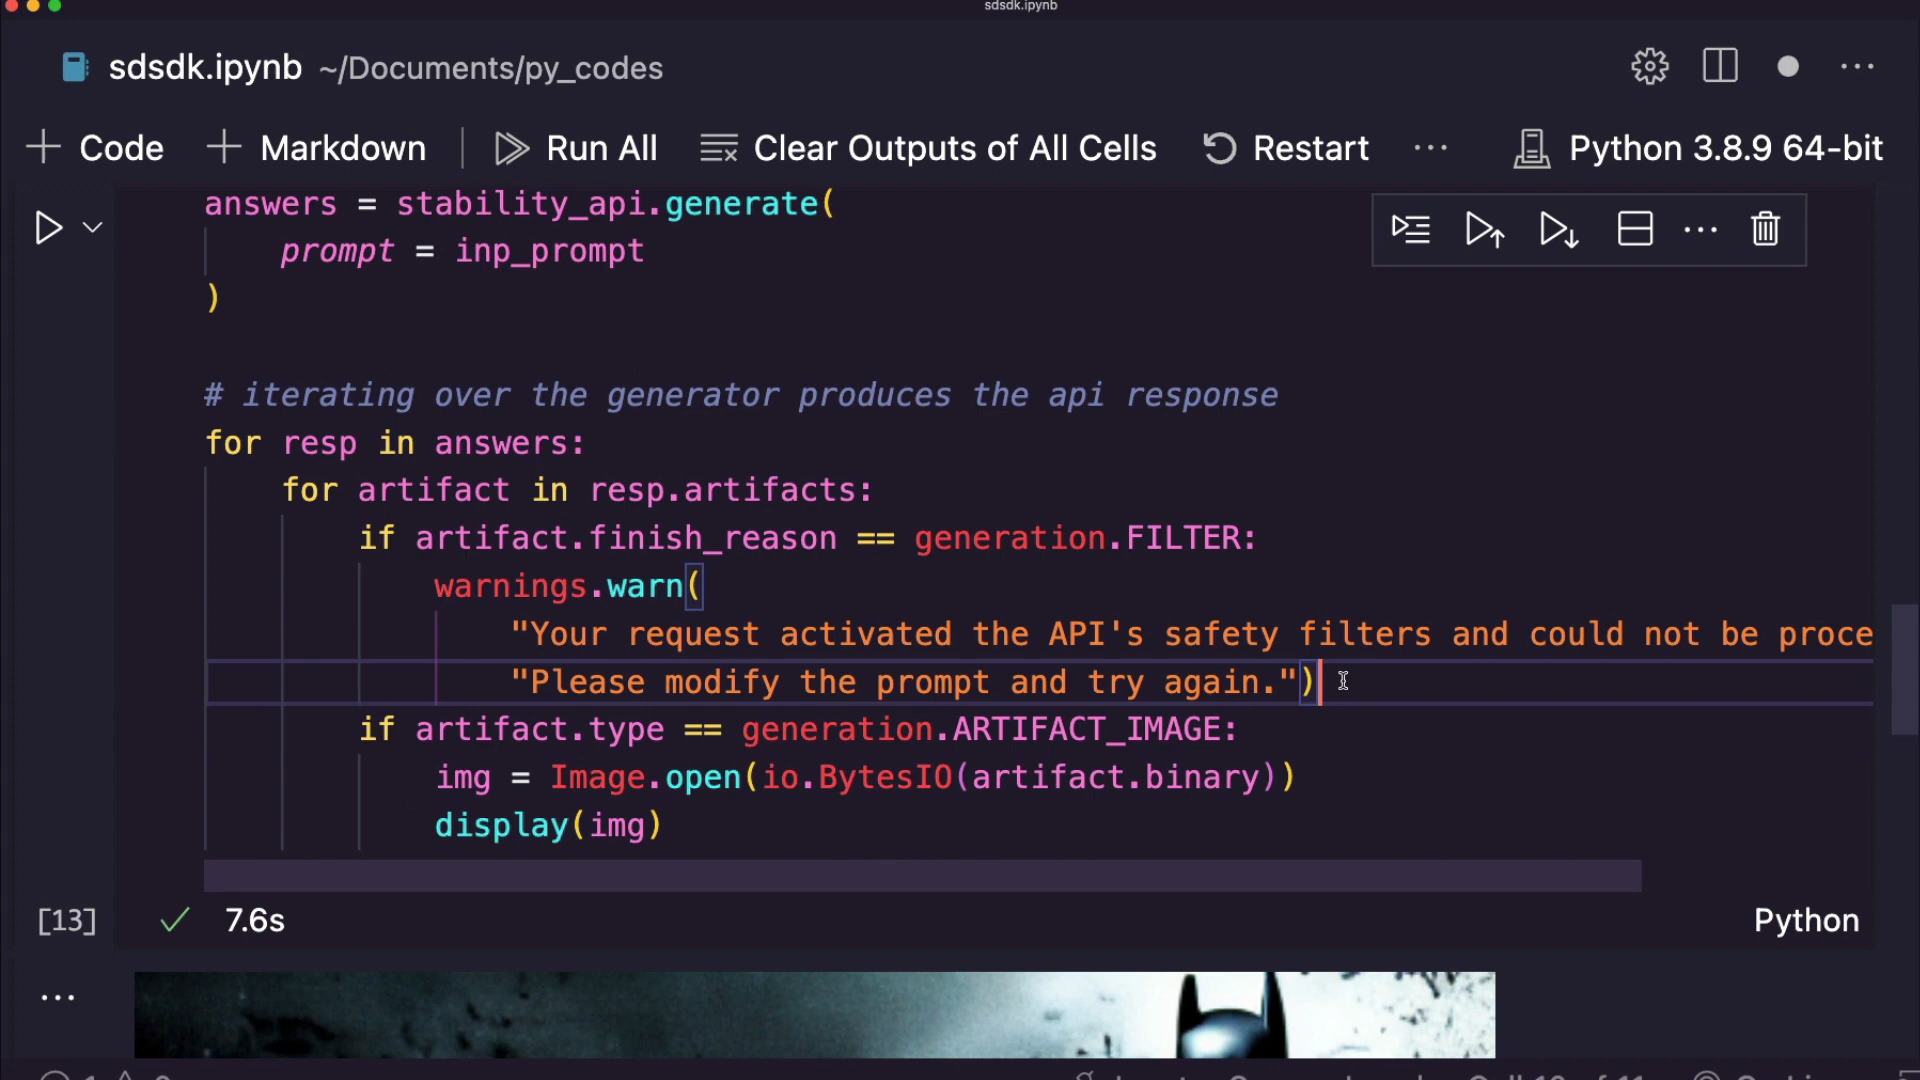 sdsdk.ipynb
sdsdk.ipynb ~/Documents/py_codes
Code Markdown Run All Clear Outputs of All Cells Restart ... Python 3.8.9 64-bit
answers = stability_api.generate(
prompt = inp_prompt
)
# iterating over the generator produces the api response
for resp in answers:
for artifact in resp.artifacts:
if artifact.finish_reason == generation.FILTER:
warnings.warn(
"Your request activated the API's safety filters and could not be proce
"Please modify the prompt and try again.")
if artifact.type == generation.ARTIFACT_IMAGE:
img = Image.open(io.BytesIO(artifact.binary))
display(img)
[13] 7.6s Python